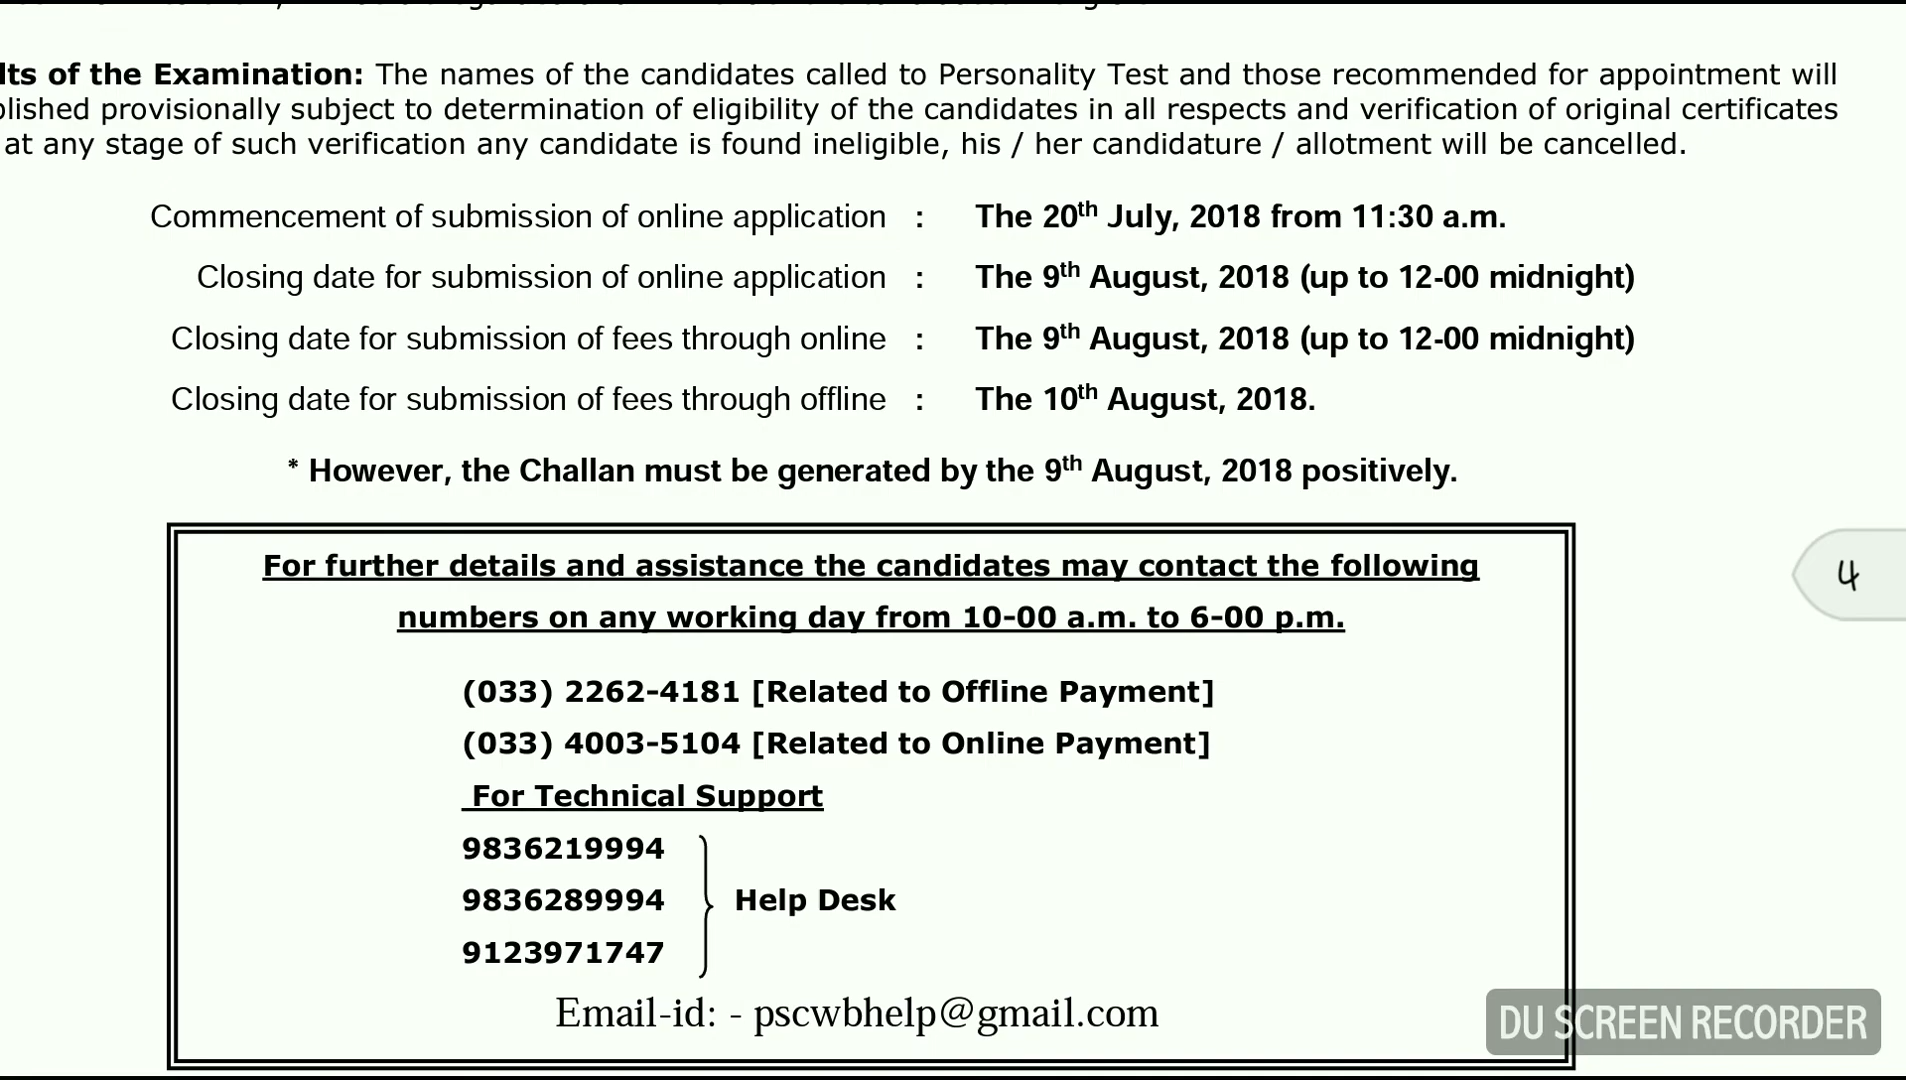 lts of the Examination: The names of the candidates called to Personality Test and those recommended for appointment will
blished provisionally subject to determination of eligibility of the candidates in all respects and verification of original certificates
at any stage of such verification any candidate is found ineligible, his / her candidature / allotment will be cancelled.
Commencement of submission of online application : The 20th July, 2018 from 11:30 a.m.
Closing date for submission of online application : The 9th August, 2018 (up to 12-00 midnight)
Closing date for submission of fees through online : The 9th August, 2018 (up to 12-00 midnight)
Closing date for submission of fees through offline : The 10th August, 2018.
* However, the Challan must be generated by the 9th August, 2018 positively.
For further details and assistance the candidates may contact the following
numbers on any working day from 10-00 a.m. to 6-00 p.m.
4
(033) 2262-4181 [Related to Offline Payment]
(033) 4003-5104 [Related to Online Payment]
For Technical Support
9836219994
9836289994 Help Desk
9123971747
Email-id: - pscwbhelp@gmail.com
DU SCREEN RECORDER